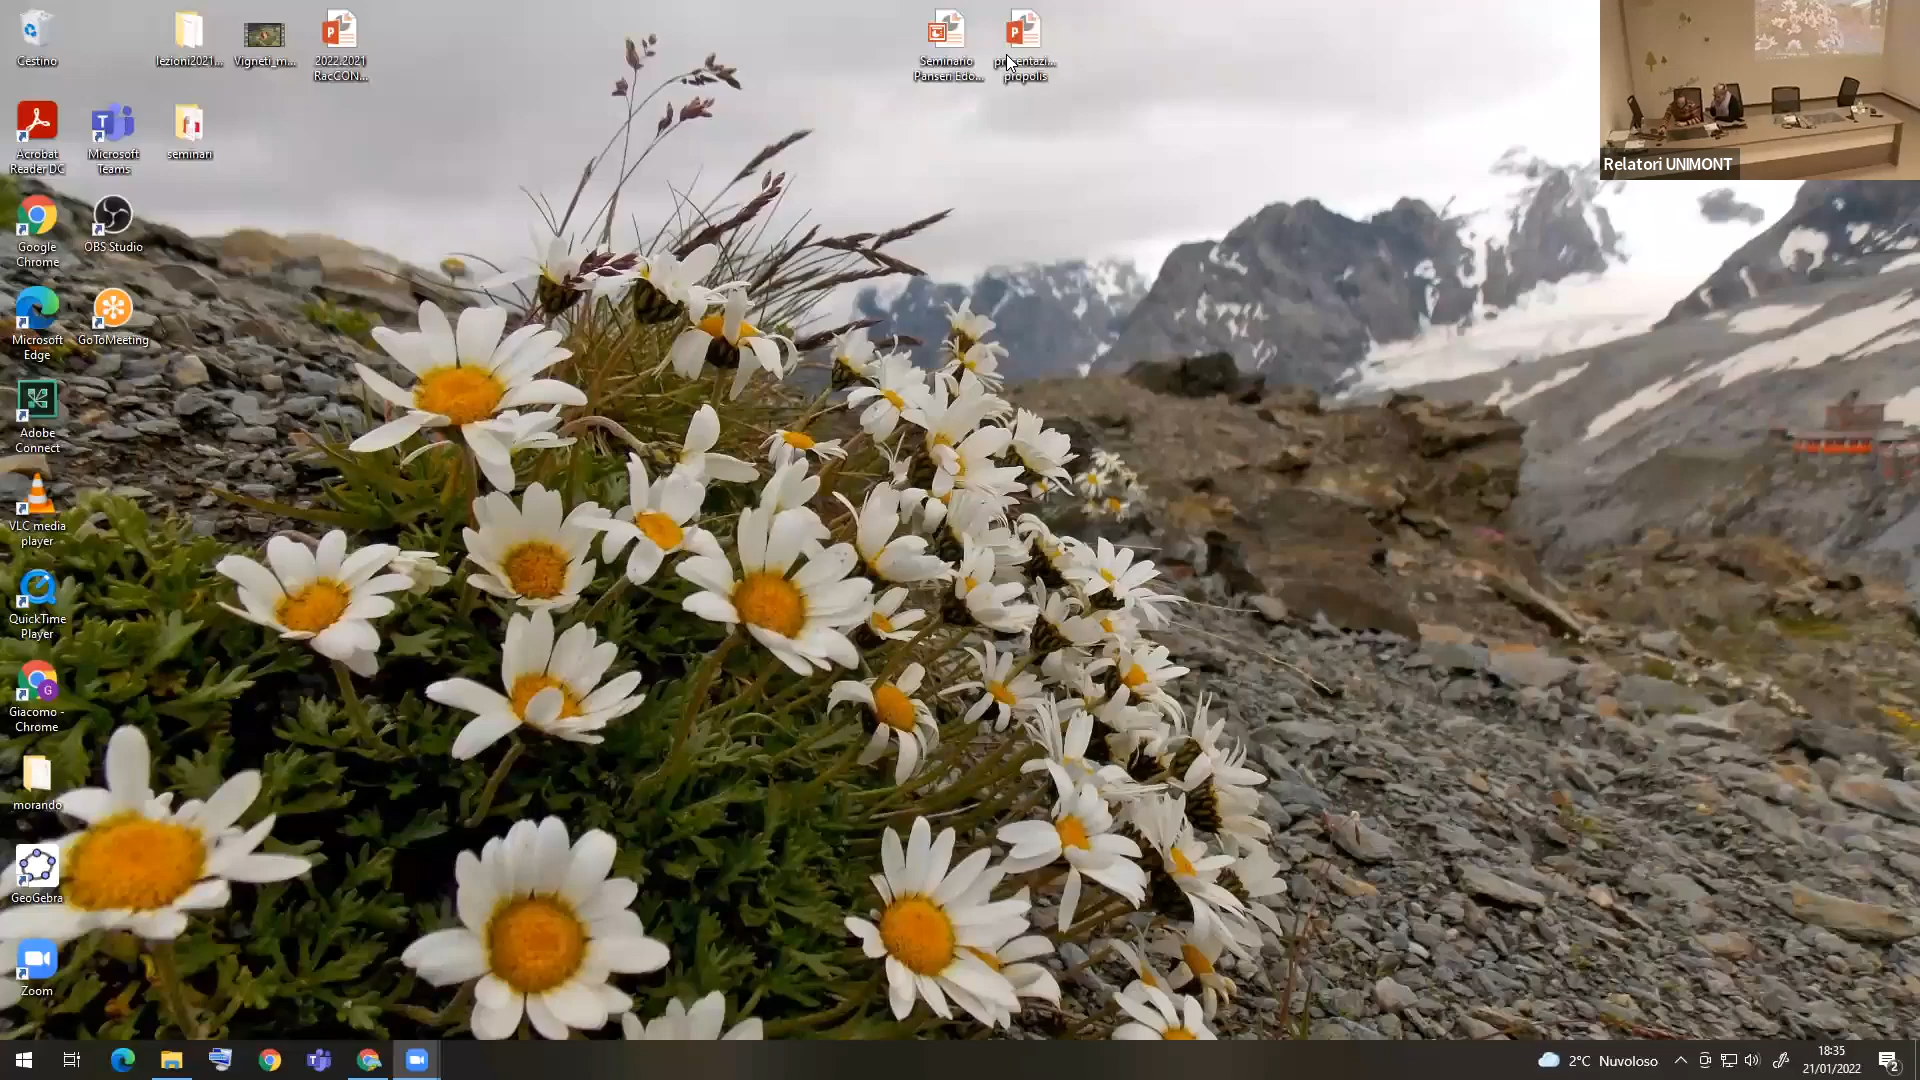 Cestino
lezioni2021...
Vigneti_m...
2022.2021
RacCON...
Seminario
Panseri Edo...
propolis
Relatori UNIMONT
Acrobat
Reader DC
Microsoft
Teams
seminari
Google
Chrome
OBS Studio
Microsoft
Edge
GoToMeeting
Adobe
Connect
VLC media
player
QuickTime
Player
Giacomo -
Chrome
morando
GeoGebra
Zoom
2°C Nuvoloso
18:35
21/01/2022
2